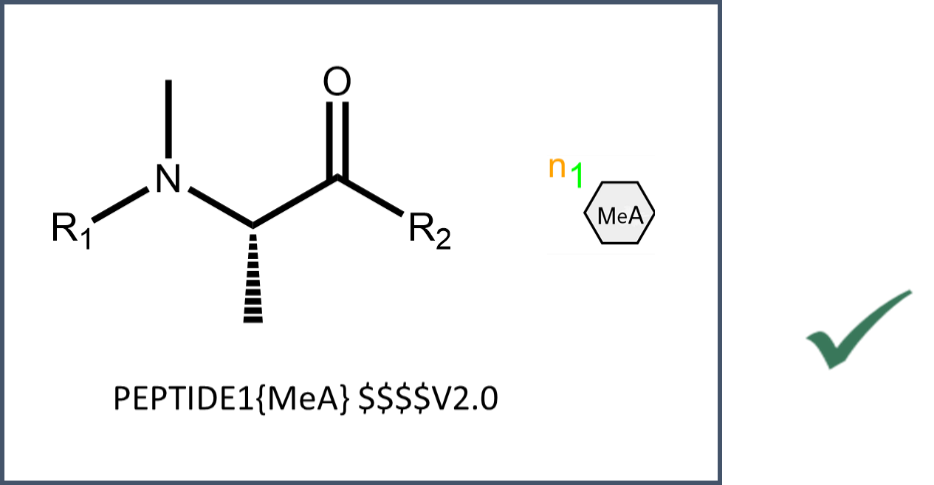 O
N
R1
R2
n1
MeA
PEPTIDE1{MeA} $$$$V2.0